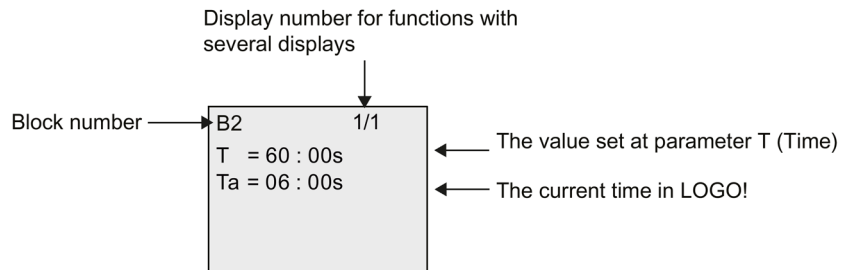 Display number for functions with
several displays
Block number
B2 1/1
T = 60 : 00s
The value set at parameter T (Time)
Ta = 06 : 00s
The current time in LOGO!